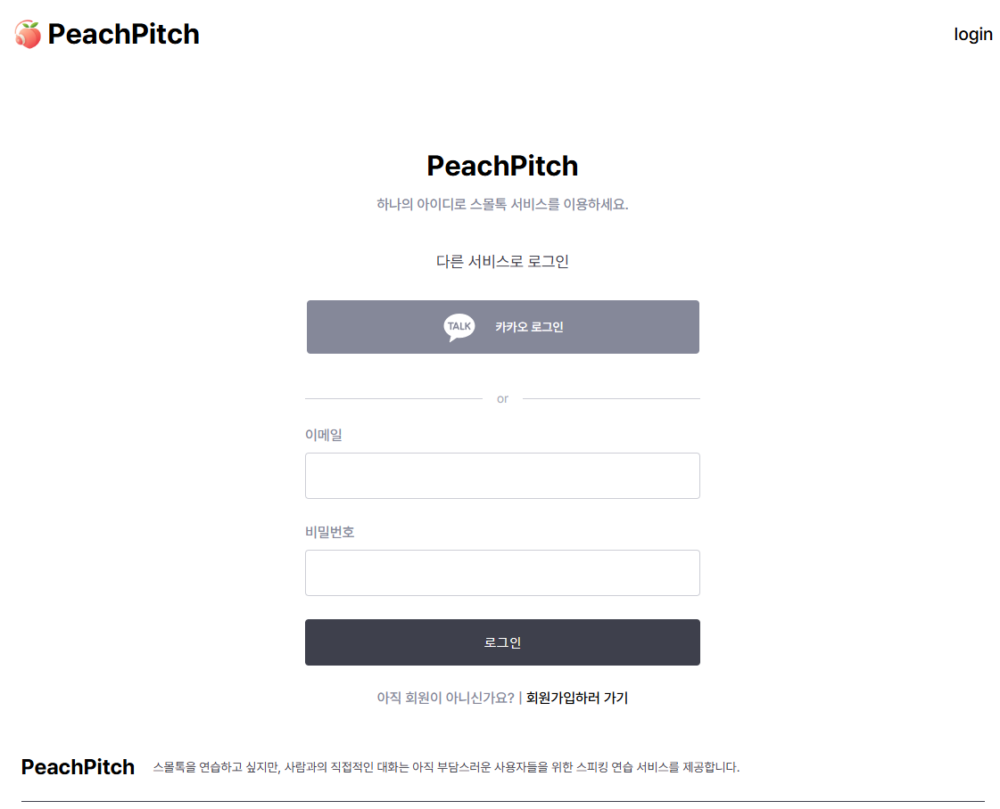 PeachPitch
login
PeachPitch
하나의 아이디로 스몰톡 서비스를 이용하세요.
다른 서비스로 로그인
TALK 카카오 로그인
or
이메일
비밀번호
로그인
아직 회원이 아니신가요? | 회원가입하러 가기
PeachPitch 스몰톡을 연습하고 싶지만, 사람과의 직접적인 대화는 아직 부담스러운 사용자들을 위한 스피킹 연습 서비스를 제공합니다.